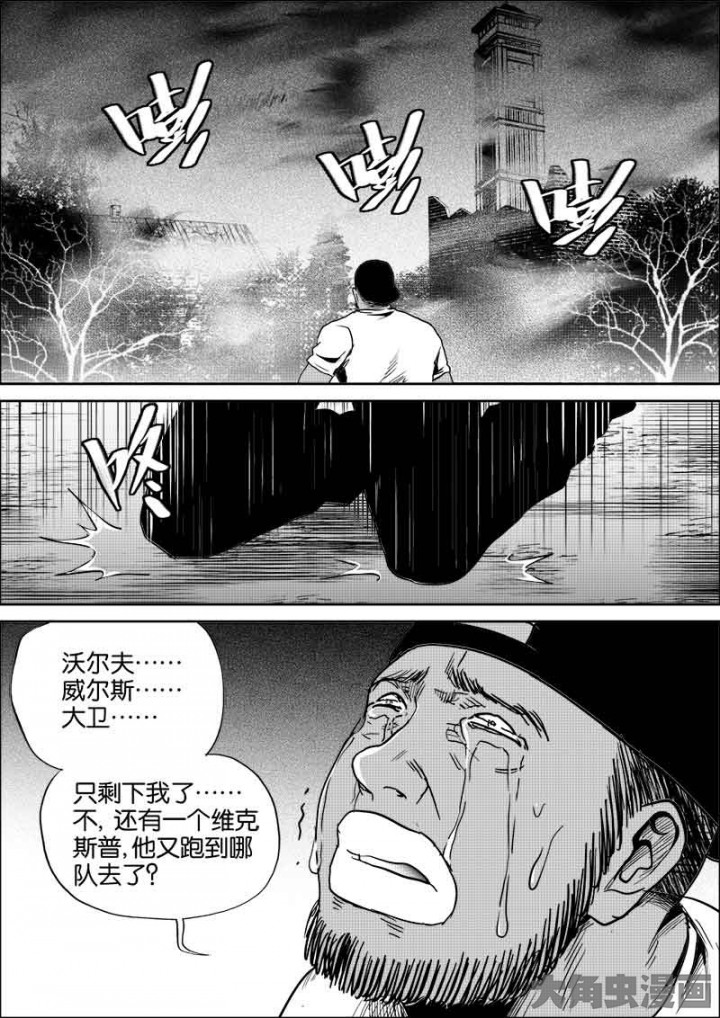 嘭
嘭
嘭
咚
沃尔夫……
威尔斯……
大卫……
只剩下我了……
不,还有一个维克
斯普,他又跑到哪
队去了?
大角虫漫画